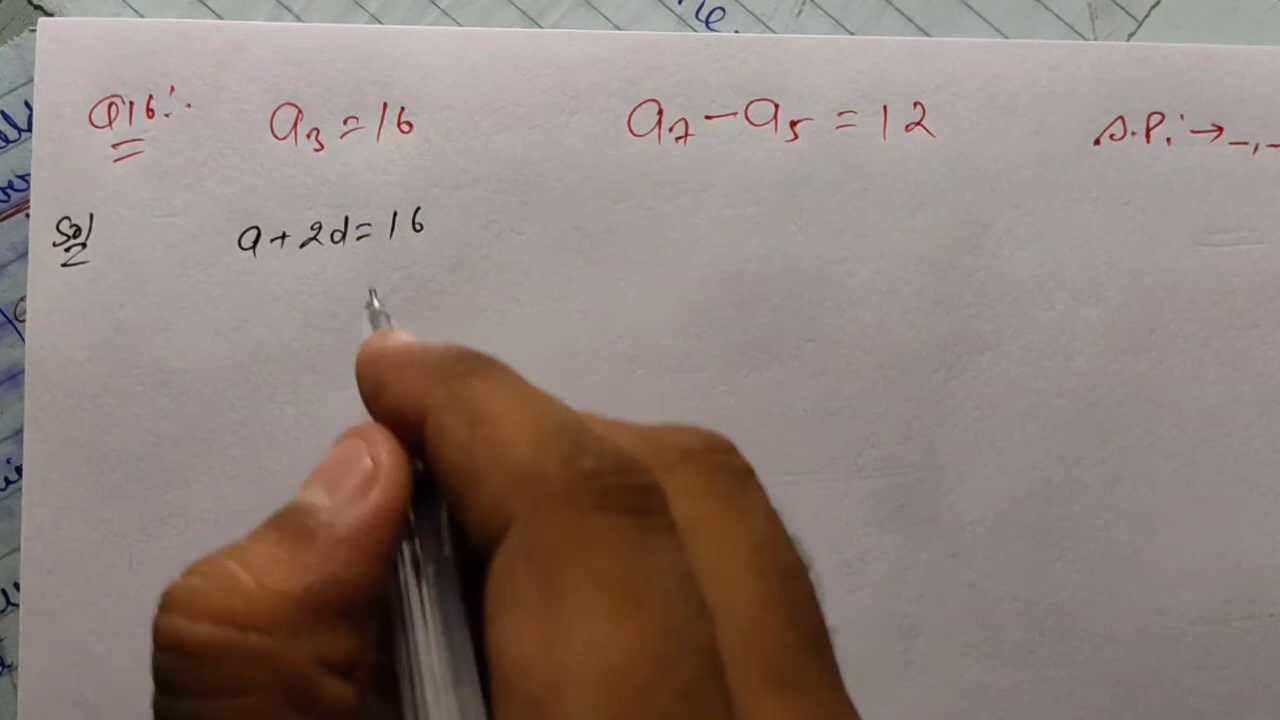 Q16:. a₃ = 16 a₇ - a₅ = 12 A.P. : → _, _
Sol a + 2d = 16